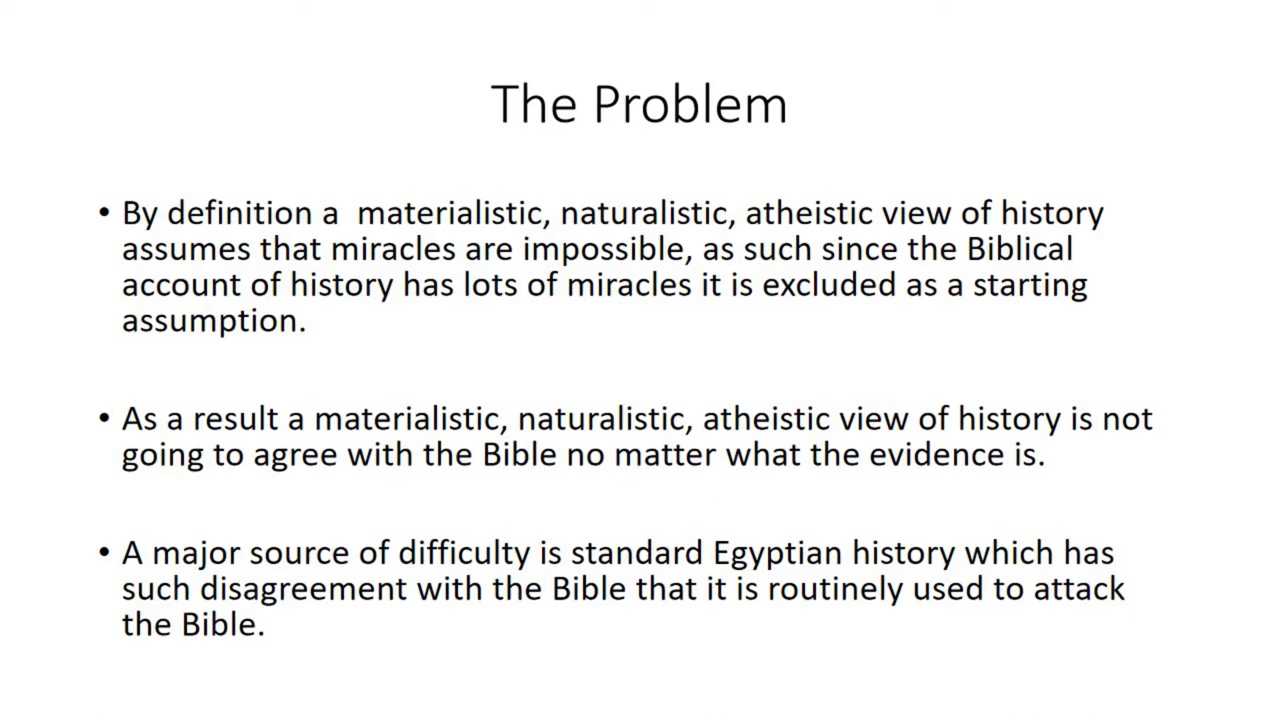 The Problem
• By definition a  materialistic, naturalistic, atheistic view of history
assumes that miracles are impossible, as such since the Biblical
account of history has lots of miracles it is excluded as a starting
assumption.
• As a result a materialistic, naturalistic, atheistic view of history is not
going to agree with the Bible no matter what the evidence is.
• A major source of difficulty is standard Egyptian history which has
such disagreement with the Bible that it is routinely used to attack
the Bible.